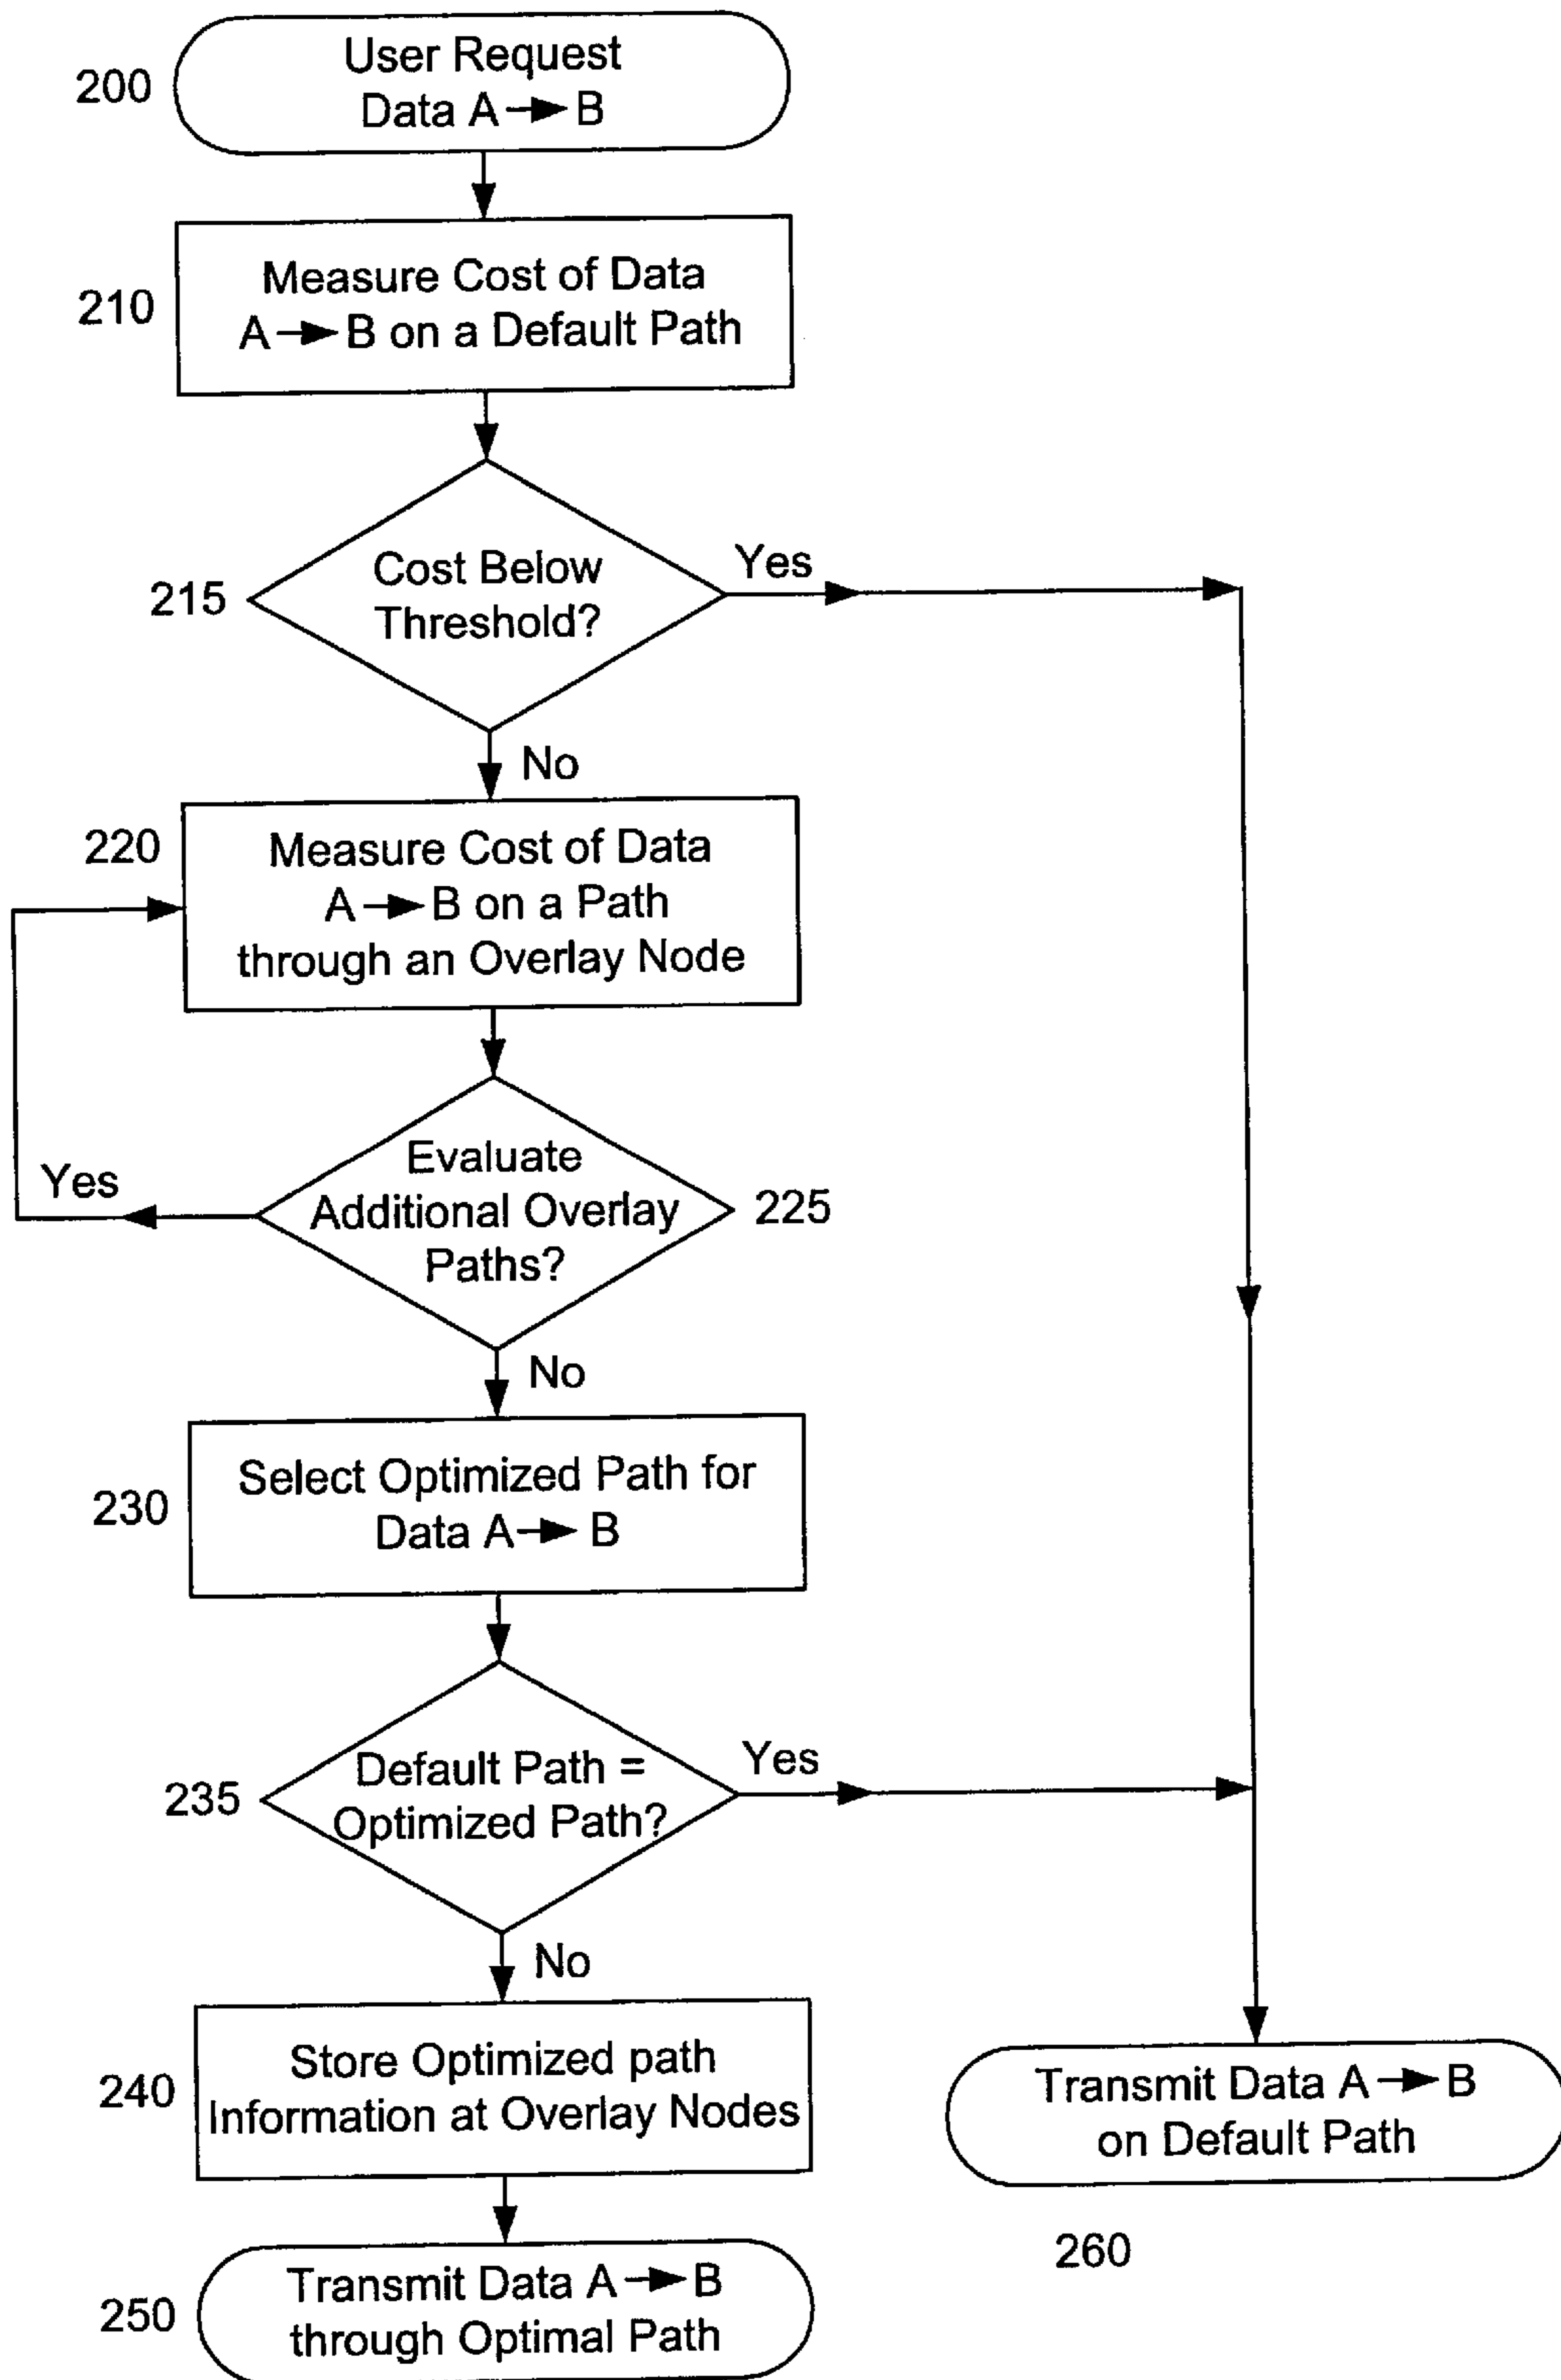 User Request
200
Data A → B
Measure Cost of Data
210
A → B on a Default Path
Cost Below
Threshold?
215
Yes
No
220
Measure Cost of Data
A → B on a Path
through an Overlay Node
Evaluate
Additional Overlay
Paths?
225
Yes
No
Select Optimized Path for
230
Data A → B
Default Path =
Optimized Path?
235
Yes
No
Store Optimized path
240
Information at Overlay Nodes
Transmit Data A → B
on Default Path
260
Transmit Data A → B
250
through Optimal Path